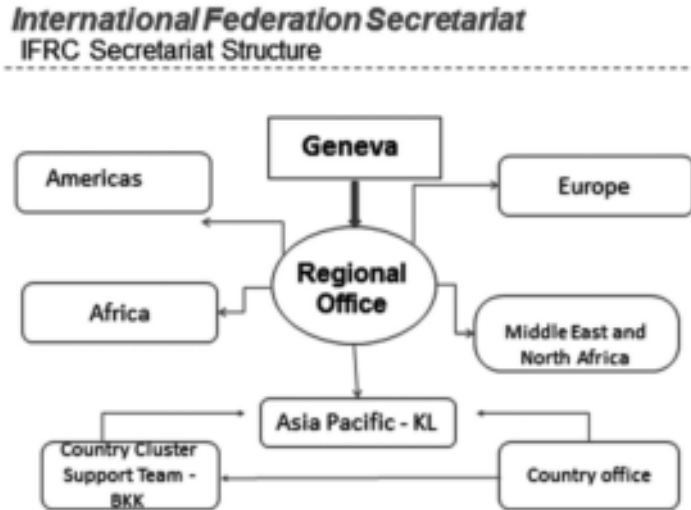 International Federation Secretariat
IFRC Secretariat Structure
Geneva
Americas
Europe
Regional
Office
Africa
Middle East and
North Africa
Asia Pacific - KL
Country Cluster
Support Team -
BKK
Country office